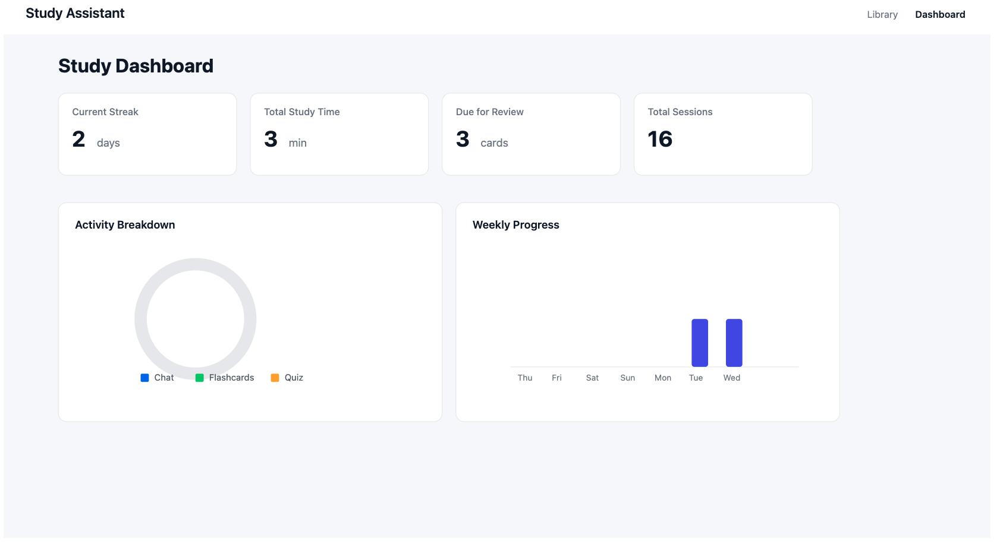 Study Assistant
Library Dashboard
Study Dashboard
Current Streak
2 days
Total Study Time
3 min
Due for Review
3 cards
Total Sessions
16
Activity Breakdown
Chat Flashcards Quiz
Weekly Progress
Thu Fri Sat Sun Mon Tue Wed